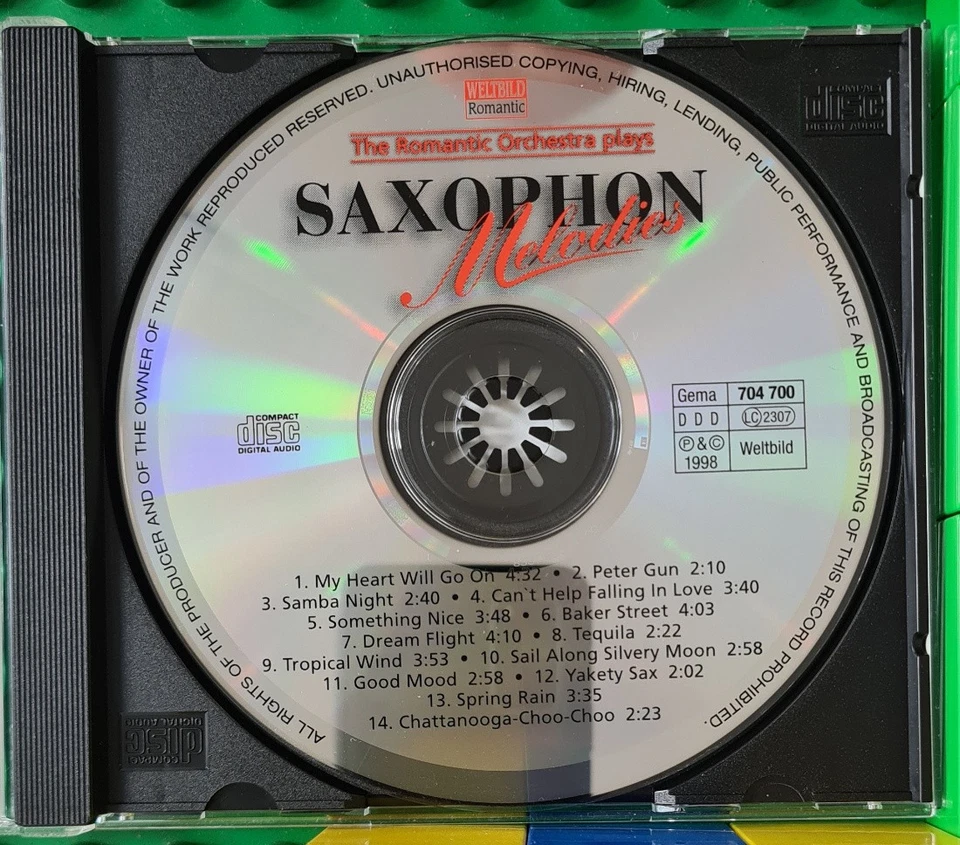 WELTBILD
Romantic
The Romantic Orchestra plays
SAXOPHON
Melodies
ALL RIGHTS OF THE PRODUCER AND OF THE OWNER OF THE WORK REPRODUCED RESERVED. UNAUTHORISED COPYING, HIRING, LENDING, PUBLIC PERFORMANCE AND BROADCASTING OF THIS RECORD PROHIBITED.
COMPACT
disc
DIGITAL AUDIO
COMPACT
disc
DIGITAL AUDIO
Gema 704 700
D D D LC 2307
Ⓟ & © 1998 Weltbild
1. My Heart Will Go On 4:32 • 2. Peter Gun 2:10
3. Samba Night 2:40 • 4. Can`t Help Falling In Love 3:40
5. Something Nice 3:48 • 6. Baker Street 4:03
7. Dream Flight 4:10 • 8. Tequila 2:22
9. Tropical Wind 3:53 • 10. Sail Along Silvery Moon 2:58
11. Good Mood 2:58 • 12. Yakety Sax 2:02
13. Spring Rain 3:35
14. Chattanooga-Choo-Choo 2:23
COMPACT
disc
DIGITAL AUDIO